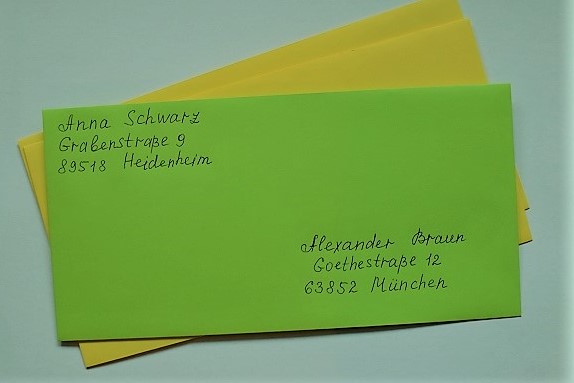 Anna Schwarz
Grabenstraße 9
89518 Heidenheim
Alexander Braun
Goethestraße 12
63852 München